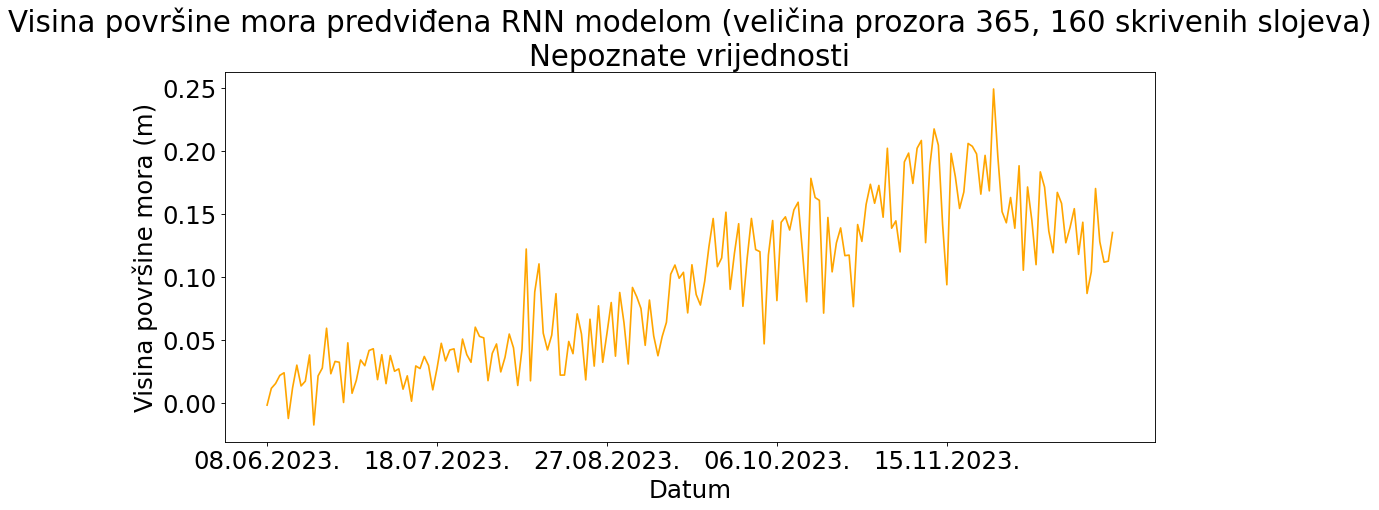 Visina površine mora predviđena RNN modelom (veličina prozora 365, 160 skrivenih slojeva)
Nepoznate vrijednosti
Visina površine mora (m)
0.25
0.20
0.15
0.10
0.05
0.00
08.06.2023. 18.07.2023. 27.08.2023. 06.10.2023. 15.11.2023.
Datum